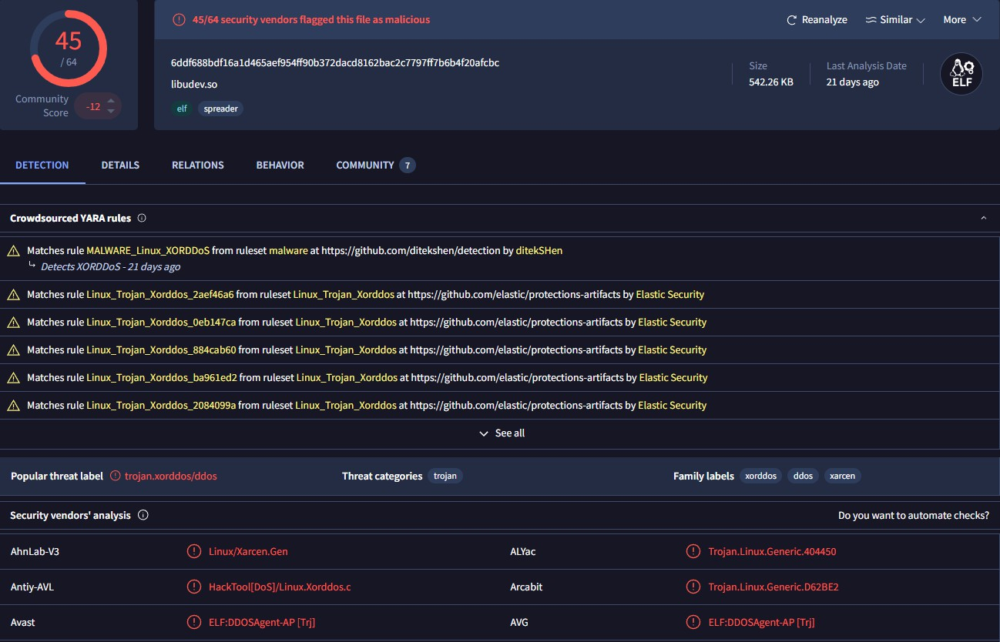 45
/ 64
Community
Score
-12
45/64 security vendors flagged this file as malicious
Reanalyze
Similar
More
6ddf688bdf16a1d465aef954ff90b372dacd8162bac2c7797ff7b6b4f20afcbc
libudev.so
elf
spreader
Size
542.26 KB
Last Analysis Date
21 days ago
ELF
DETECTION
DETAILS
RELATIONS
BEHAVIOR
COMMUNITY 7
Crowdsourced YARA rules
Matches rule MALWARE_Linux_XORDDoS from ruleset malware at https://github.com/ditekshen/detection by ditekSHen
Detects XORDDoS - 21 days ago
Matches rule Linux_Trojan_Xorddos_2aef46a6 from ruleset Linux_Trojan_Xorddos at https://github.com/elastic/protections-artifacts by Elastic Security
Matches rule Linux_Trojan_Xorddos_0eb147ca from ruleset Linux_Trojan_Xorddos at https://github.com/elastic/protections-artifacts by Elastic Security
Matches rule Linux_Trojan_Xorddos_884cab60 from ruleset Linux_Trojan_Xorddos at https://github.com/elastic/protections-artifacts by Elastic Security
Matches rule Linux_Trojan_Xorddos_ba961ed2 from ruleset Linux_Trojan_Xorddos at https://github.com/elastic/protections-artifacts by Elastic Security
Matches rule Linux_Trojan_Xorddos_2084099a from ruleset Linux_Trojan_Xorddos at https://github.com/elastic/protections-artifacts by Elastic Security
See all
Popular threat label trojan.xorddos/ddos
Threat categories trojan
Family labels xorddos ddos xarcen
Security vendors' analysis
Do you want to automate checks?
AhnLab-V3 Linux/Xarcen.Gen
ALYac Trojan.Linux.Generic.404450
Antiy-AVL HackTool[DoS]/Linux.Xorddos.c
Arcabit Trojan.Linux.Generic.D62BE2
Avast ELF:DDOSAgent-AP [Trj]
AVG ELF:DDOSAgent-AP [Trj]